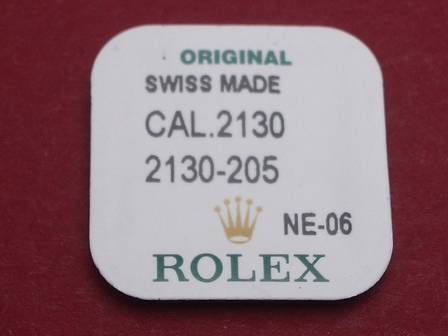 ORIGINAL
SWISS MADE
CAL.2130
2130-205
NE-06
ROLEX